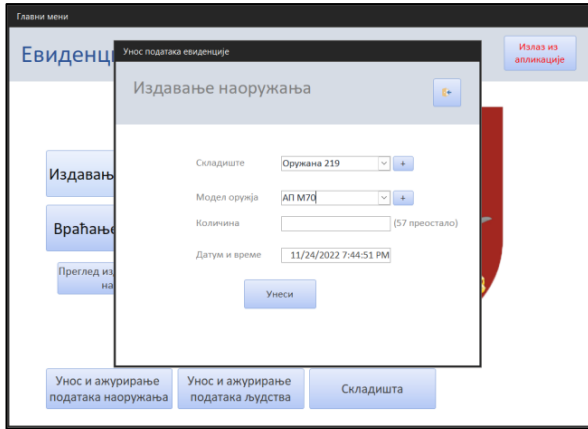 Главни мени
Евиденц
Излаз из
апликације
Унос података евиденције
Издавање наоружања
Складиште
Оружана 219
+
Модел оружја
АП М70
+
Количина
(57 преостало)
Датум и време
11/24/2022 7:44:51 PM
Унеси
Издавањ
Враћање
Преглед из
на
Унос и ажурирање
података наоружања
Унос и ажурирање
података људства
Складишта